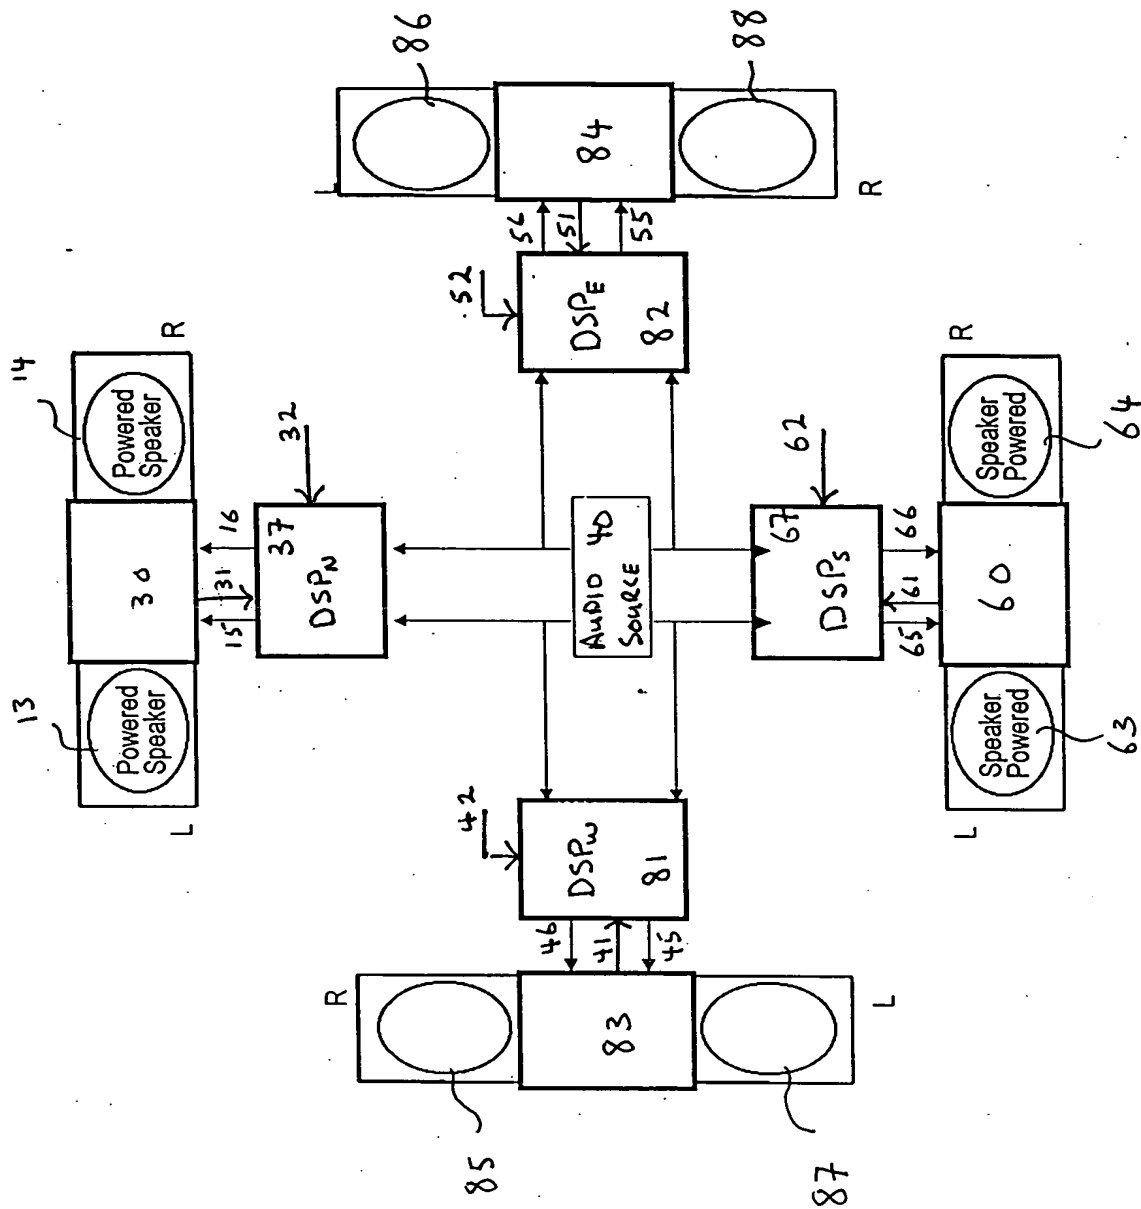 86
88
L
84
R
56
51
55
52
DSPE
82
14
R
Powered
Speaker
32
62
R
Speaker
Powered
64
16
37
31
30
15
DSPN
AUDIO 40
SOURCE
67
DSPS
66
61
65
60
13
Powered
Speaker
L
Speaker
Powered
63
L
42
DSPW
81
46
41
45
R
83
L
85
87